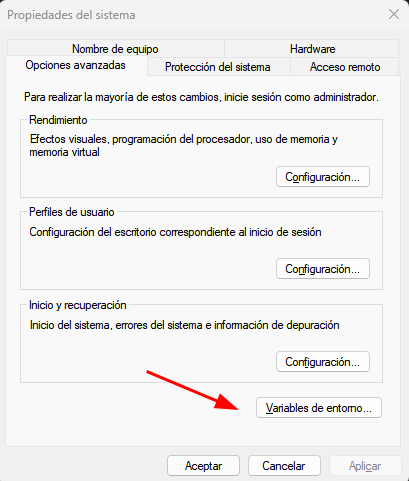 Propiedades del sistema
Nombre de equipo
Hardware
Opciones avanzadas
Protección del sistema
Acceso remoto
Para realizar la mayoría de estos cambios, inicie sesión como administrador.
Rendimiento
Efectos visuales, programación del procesador, uso de memoria y
memoria virtual
Configuración...
Perfiles de usuario
Configuración del escritorio correspondiente al inicio de sesión
Configuración...
Inicio y recuperación
Inicio del sistema, errores del sistema e información de depuración
Configuración...
Variables de entorno...
Aceptar
Cancelar
Aplicar